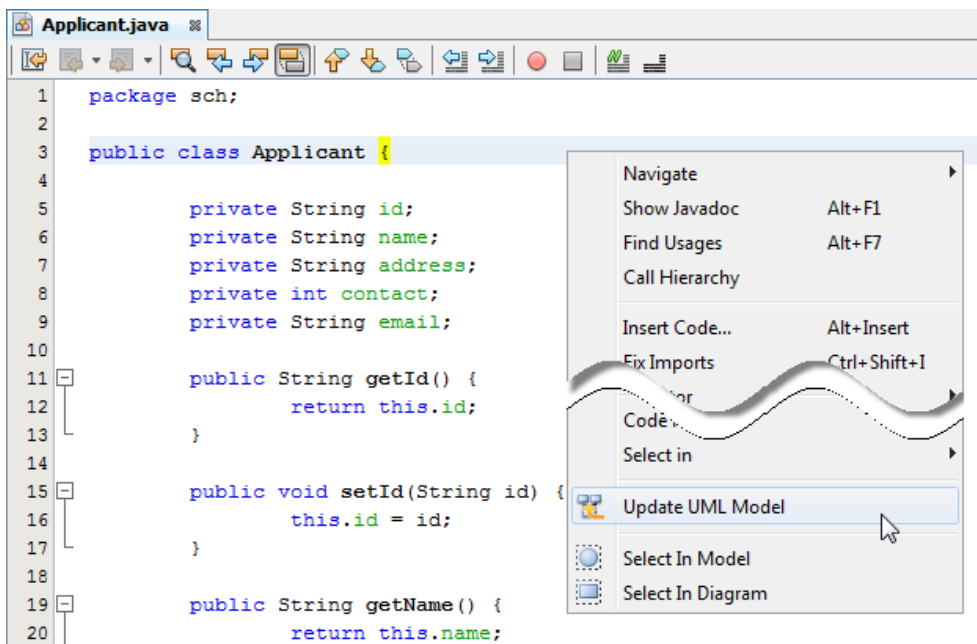 Applicant.java
1 package sch;
2
3 public class Applicant {
4
5 private String id;
6 private String name;
7 private String address;
8 private int contact;
9 private String email;
10
11 public String getId() {
12 return this.id;
13 }
14
15 public void setId(String id) {
16 this.id = id;
17 }
18
19 public String getName() {
20 return this.name;
Navigate
Show Javadoc Alt+F1
Find Usages Alt+F7
Call Hierarchy
Insert Code... Alt+Insert
Fix Imports Ctrl+Shift+I
Code
Select in
Update UML Model
Select In Model
Select In Diagram